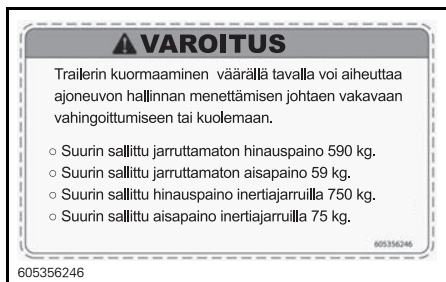 VAROITUS
Trailerin kuormaaminen väärällä tavalla voi aiheuttaa
ajoneuvon hallinnan menettämisen johtaen vakavaan
vahingoittumiseen tai kuolemaan.
○ Suurin sallittu jarruttamaton hinauspaino 590 kg.
○ Suurin sallittu jarruttamaton aisapaino 59 kg.
○ Suurin sallittu hinauspaino inertiajarruilla 750 kg.
○ Suurin sallittu aisapaino inertiajarruilla 75 kg.
605356246
605356246